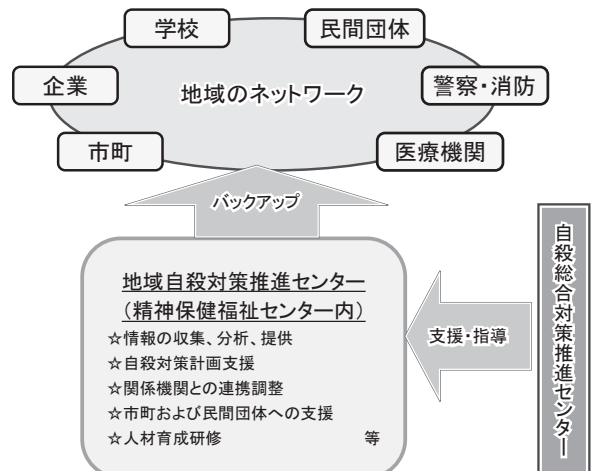 学校
民間団体
企業
地域のネットワーク
警察・消防
市町
医療機関
バックアップ
地域自殺対策推進センター
（精神保健福祉センター内）
☆情報の収集、分析、提供
☆自殺対策計画支援
☆関係機関との連携調整
☆市町および民間団体への支援
☆人材育成研修 等
支援・指導
自殺総合対策推進センター